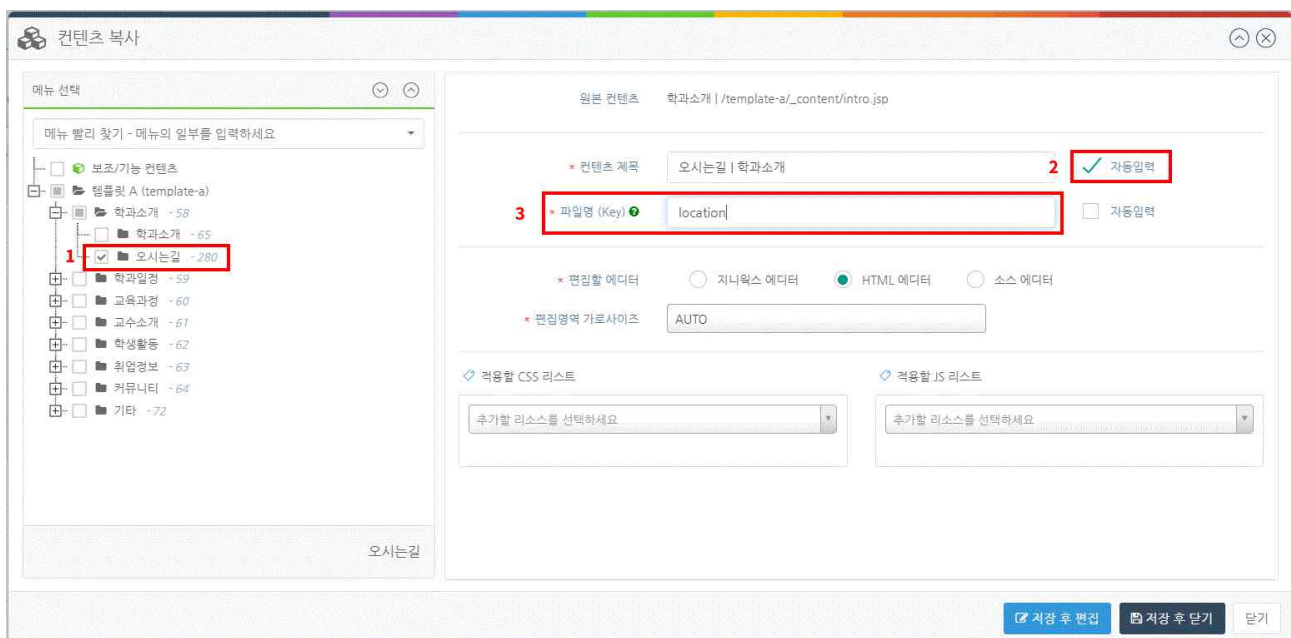 컨텐츠 복사
메뉴 선택
메뉴 빨리 찾기 - 메뉴의 일부를 입력하세요
보조/기능 컨텐츠
템플릿 A (template-a)
학과소개 - 58
학과소개 - 65
1 오시는길 - 280
학과일정 - 59
교육과정 - 60
교수소개 - 61
학생활동 - 62
취업정보 - 63
커뮤니티 - 64
기타 - 72
오시는길
원본 컨텐츠 학과소개 | /template-a/_content/intro.jsp
* 컨텐츠 제목 오시는길 | 학과소개 2 자동입력
3 * 파일명 (Key) location 자동입력
* 편집할 에디터 지니웍스 에디터 HTML 에디터 소스 에디터
* 편집영역 가로사이즈 AUTO
적용할 CSS 리스트 적용할 JS 리스트
추가할 리소스를 선택하세요 추가할 리소스를 선택하세요
저장 후 편집 저장 후 닫기 닫기